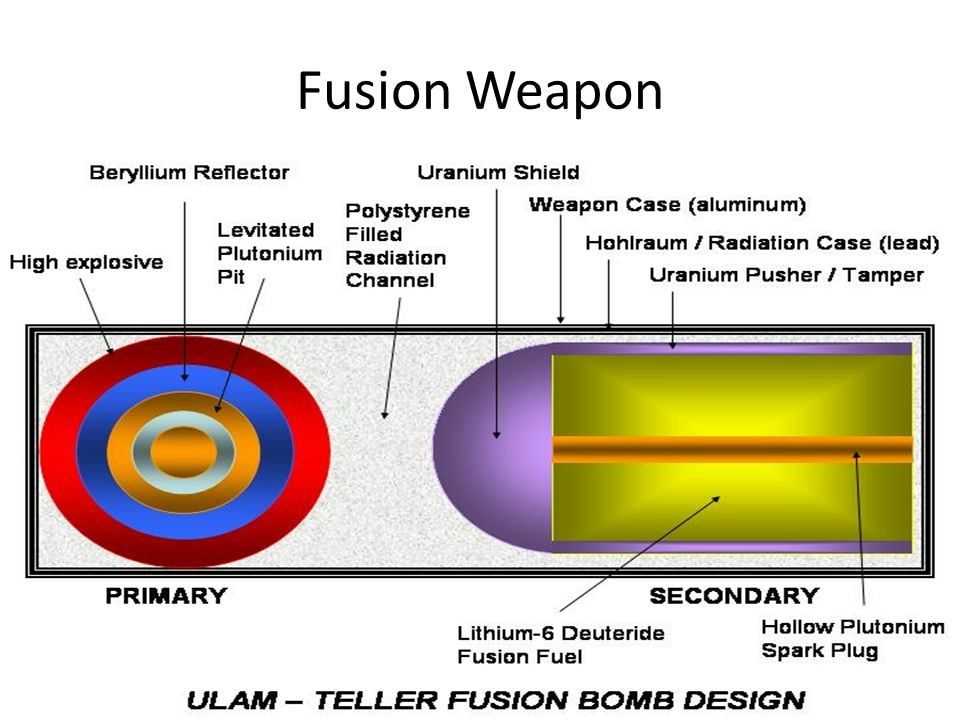 Fusion Weapon
Beryllium Reflector
Uranium Shield
Weapon Case (aluminum)
Polystyrene
Filled
Radiation
Channel
Levitated
Plutonium
Pit
Hohlraum / Radiation Case (lead)
High explosive
Uranium Pusher / Tamper
PRIMARY
SECONDARY
Lithium-6 Deuteride
Fusion Fuel
Hollow Plutonium
Spark Plug
ULAM – TELLER FUSION BOMB DESIGN